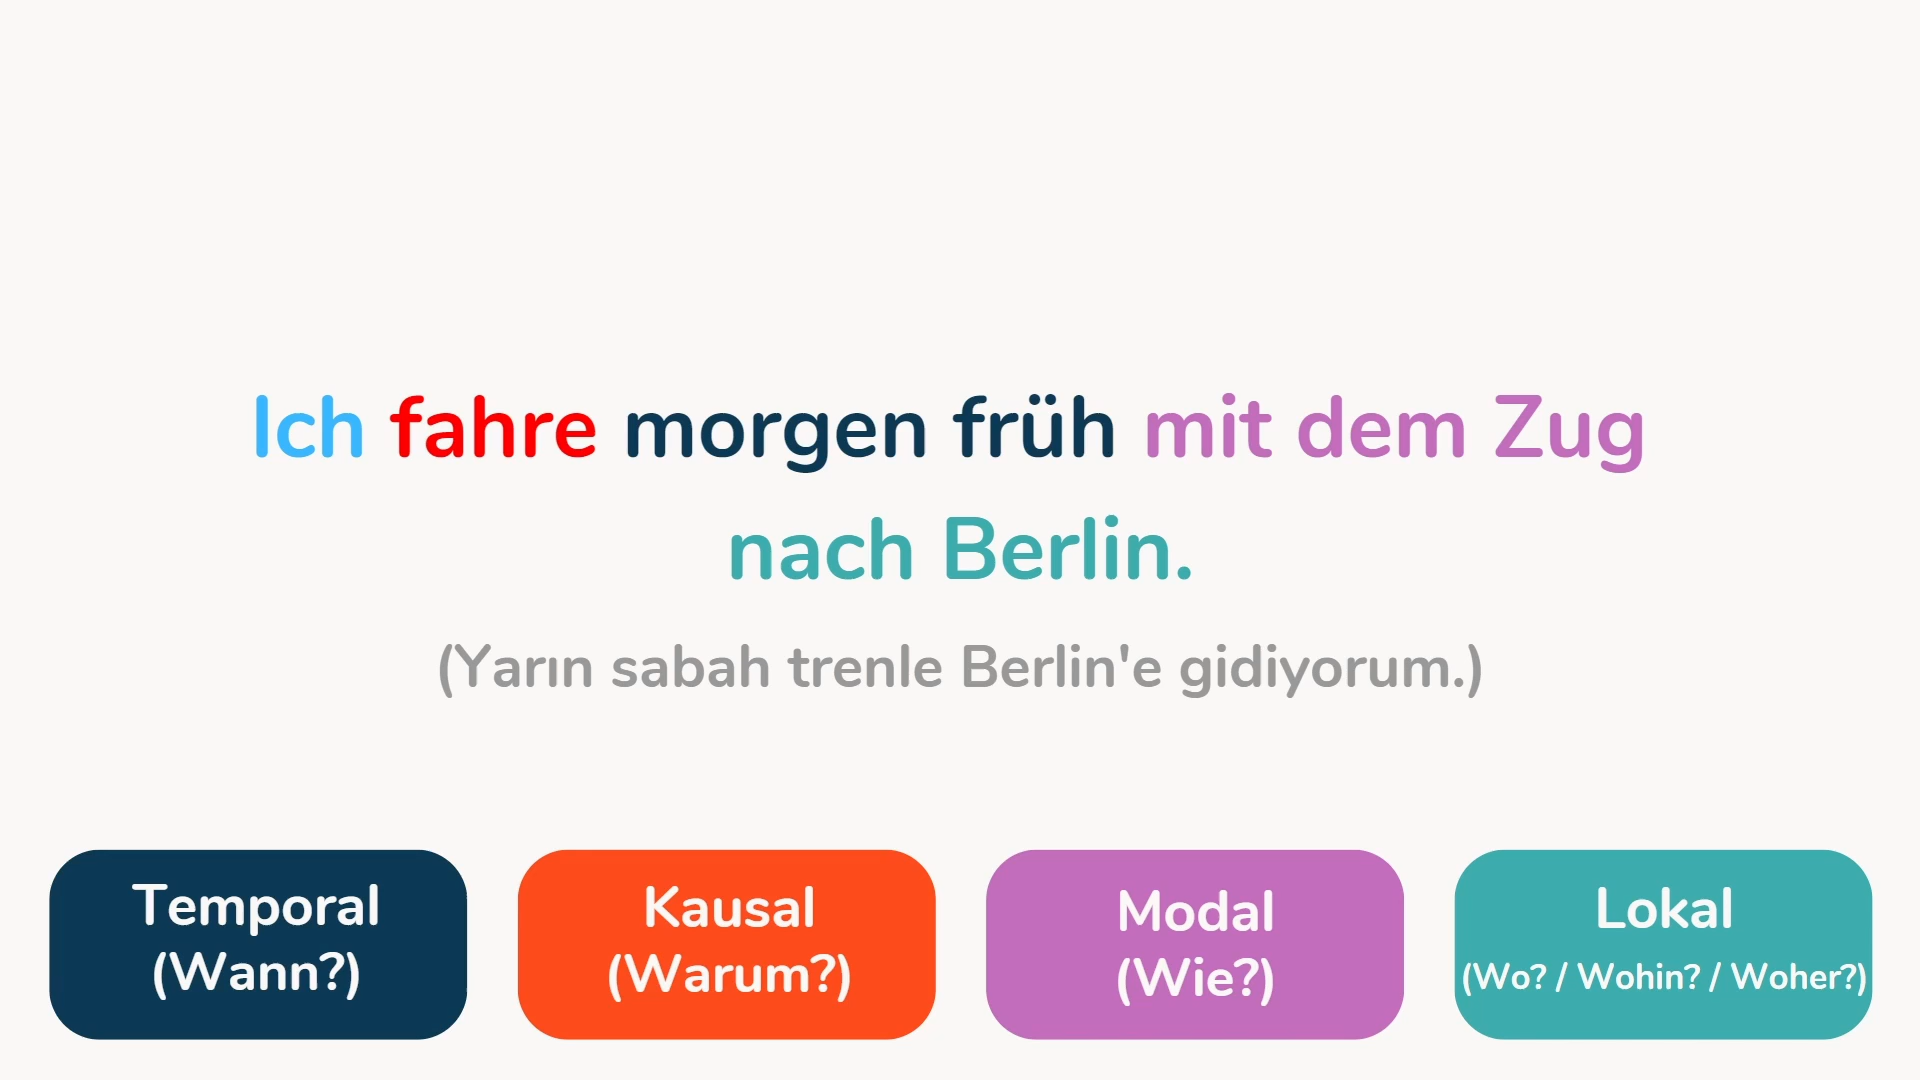 Ich fahre morgen früh mit dem Zug
nach Berlin.
(Yarın sabah trenle Berlin'e gidiyorum.)
Temporal
(Wann?)
Kausal
(Warum?)
Modal
(Wie?)
Lokal
(Wo? / Wohin? / Woher?)